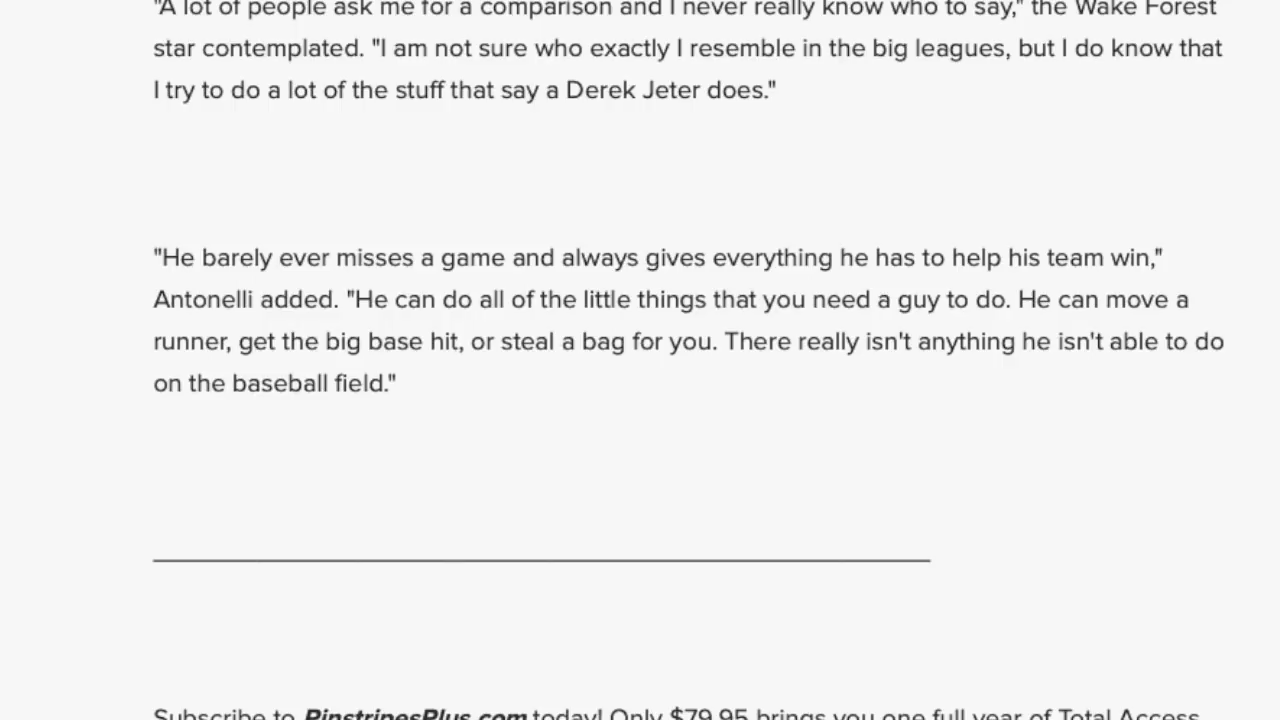 "A lot of people ask me for a comparison and I never really know who to say," the Wake Forest
star contemplated. "I am not sure who exactly I resemble in the big leagues, but I do know that
I try to do a lot of the stuff that say a Derek Jeter does."
"He barely ever misses a game and always gives everything he has to help his team win,"
Antonelli added. "He can do all of the little things that you need a guy to do. He can move a
runner, get the big base hit, or steal a bag for you. There really isn't anything he isn't able to do
on the baseball field."
Subscribe to PinstripesPlus.com today! Only $79.95 brings you one full year of Total Access